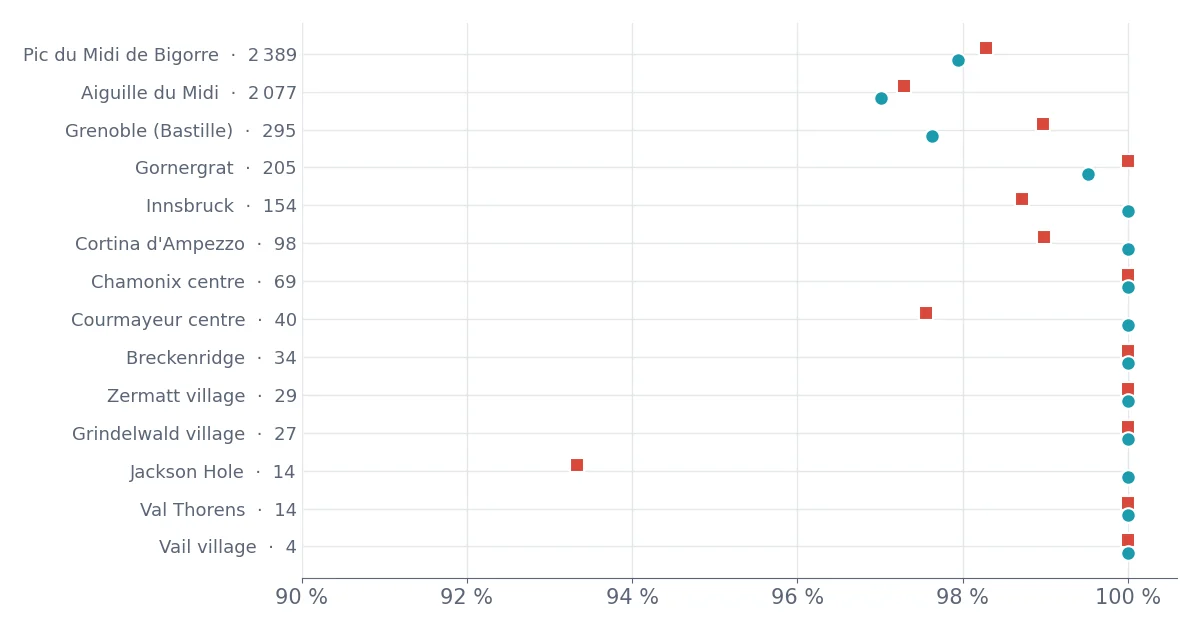 Pic du Midi de Bigorre · 2 389
Aiguille du Midi · 2 077
Grenoble (Bastille) · 295
Gornergrat · 205
Innsbruck · 154
Cortina d'Ampezzo · 98
Chamonix centre · 69
Courmayeur centre · 40
Breckenridge · 34
Zermatt village · 29
Grindelwald village · 27
Jackson Hole · 14
Val Thorens · 14
Vail village · 4
90 % 92 % 94 % 96 % 98 % 100 %